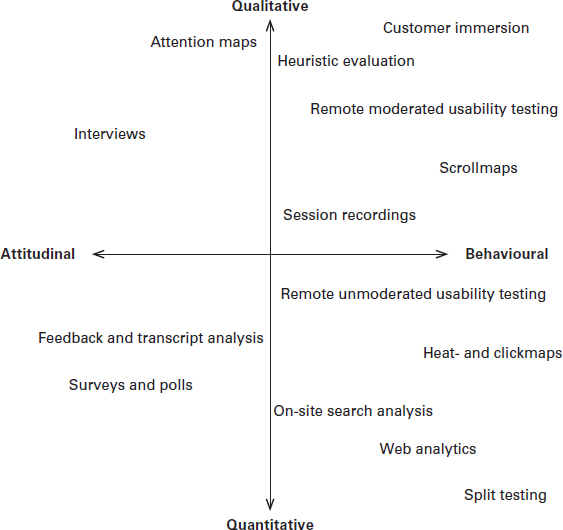 Qualitative
Customer immersion
Attention maps
Heuristic evaluation
Remote moderated usability testing
Interviews
Scrollmaps
Session recordings
Attitudinal
Behavioural
Remote unmoderated usability testing
Feedback and transcript analysis
Heat- and clickmaps
Surveys and polls
On-site search analysis
Web analytics
Split testing
Quantitative